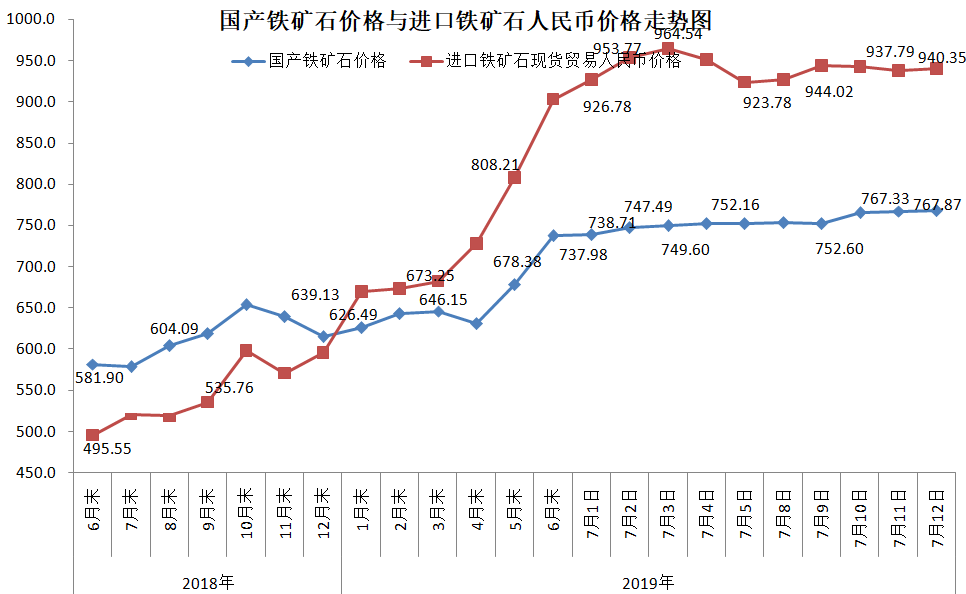 国产铁矿石价格与进口铁矿石人民币价格走势图
国产铁矿石价格
进口铁矿石现货贸易人民币价格
1000.0
950.0
900.0
850.0
800.0
750.0
700.0
650.0
600.0
550.0
500.0
450.0
581.90
604.09
639.13
626.49
646.15
678.38
737.98
738.71
747.49
749.60
752.16
752.60
767.33
767.87
495.55
535.76
673.25
808.21
926.78
953.77
964.54
923.78
944.02
937.79
940.35
6月末
7月末
8月末
9月末
10月末
11月末
12月末
1月末
2月末
3月末
4月末
5月末
6月末
7月1日
7月2日
7月3日
7月4日
7月5日
7月8日
7月9日
7月10日
7月11日
7月12日
2018年
2019年